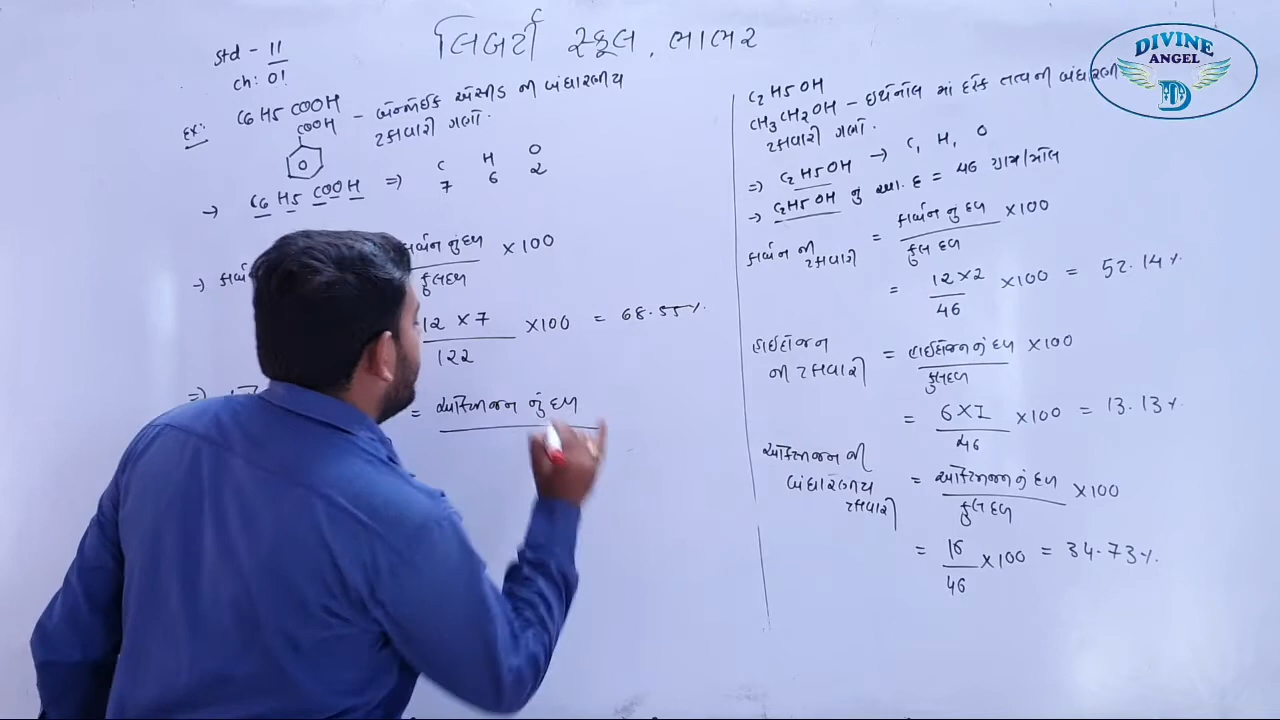 લિબર્ટી સ્કૂલ, ભાભર
DIVINE
ANGEL
D
std - 11
ch: 01
Ex:
C6H5COOH
COOH
- બેન્ઝોઈક એસીડ ની બંધારણીય
ટકાવારી ગણો.
→ C6H5COOH ⇒ C H O
7 6 2
→ કાર્બન નું દળ × 100
કુલદળ
12 × 7 × 100 = 68.85%
122
⇒
= ઓક્સિજન નું દળ
C2H5OH
CH3CH2OH - ઇથેનોલ માં દરેક તત્વની બંધારણી
ટકાવારી ગણો.
⇒ C2H5OH → C, H, O
→ C2H5OH નું આ. દ = 46 ગ્રામ/મોલ
કાર્બન ની ટકાવારી = કાર્બન નું દળ × 100
કુલ દળ
= 12×2 × 100 = 52.14%
46
હાઈડ્રોજન ની ટકાવારી = હાઈડ્રોજન નું દળ × 100
કુલદળ
= 6×1 × 100 = 13.13%
46
ઓક્સિજન ની બંધારણીય ટકાવારી = ઓક્સિજન નું દળ × 100
કુલ દળ
= 16 × 100 = 34.73%
46